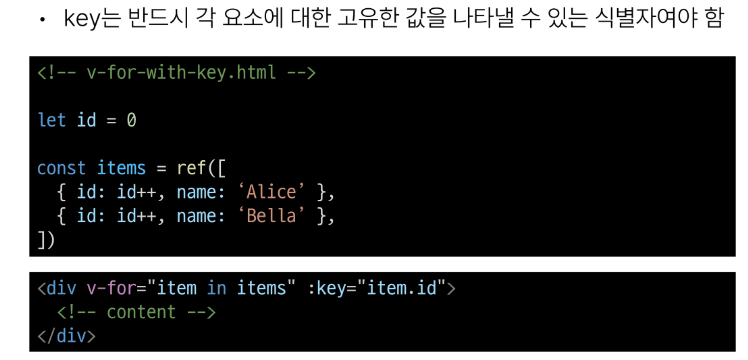 • key는 반드시 각 요소에 대한 고유한 값을 나타낼 수 있는 식별자여야 함
<!-- v-for-with-key.html -->
let id = 0
const items = ref([
  { id: id++, name: ‘Alice’ },
  { id: id++, name: ‘Bella’ },
])
<div v-for="item in items" :key="item.id">
  <!-- content -->
</div>